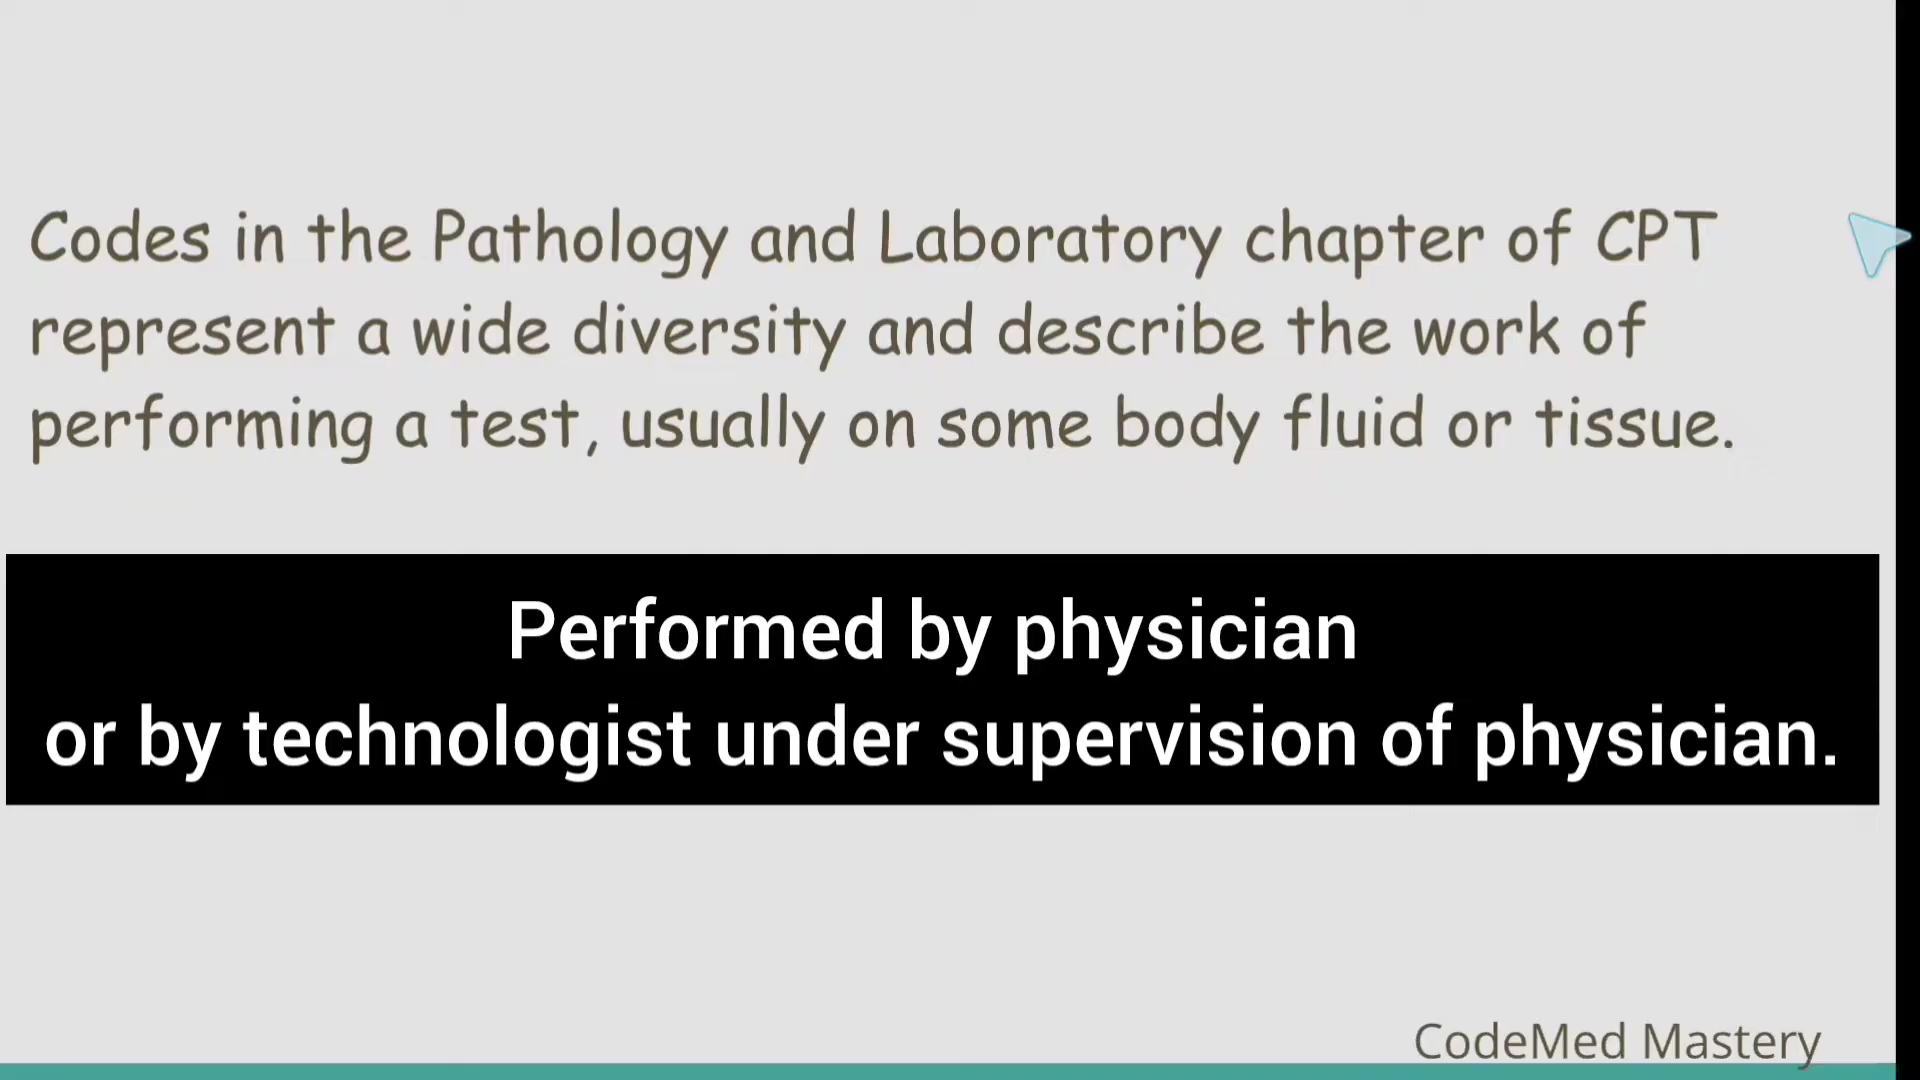 Codes in the Pathology and Laboratory chapter of CPT
represent a wide diversity and describe the work of
performing a test, usually on some body fluid or tissue.
Performed by physician
or by technologist under supervision of physician.
CodeMed Mastery